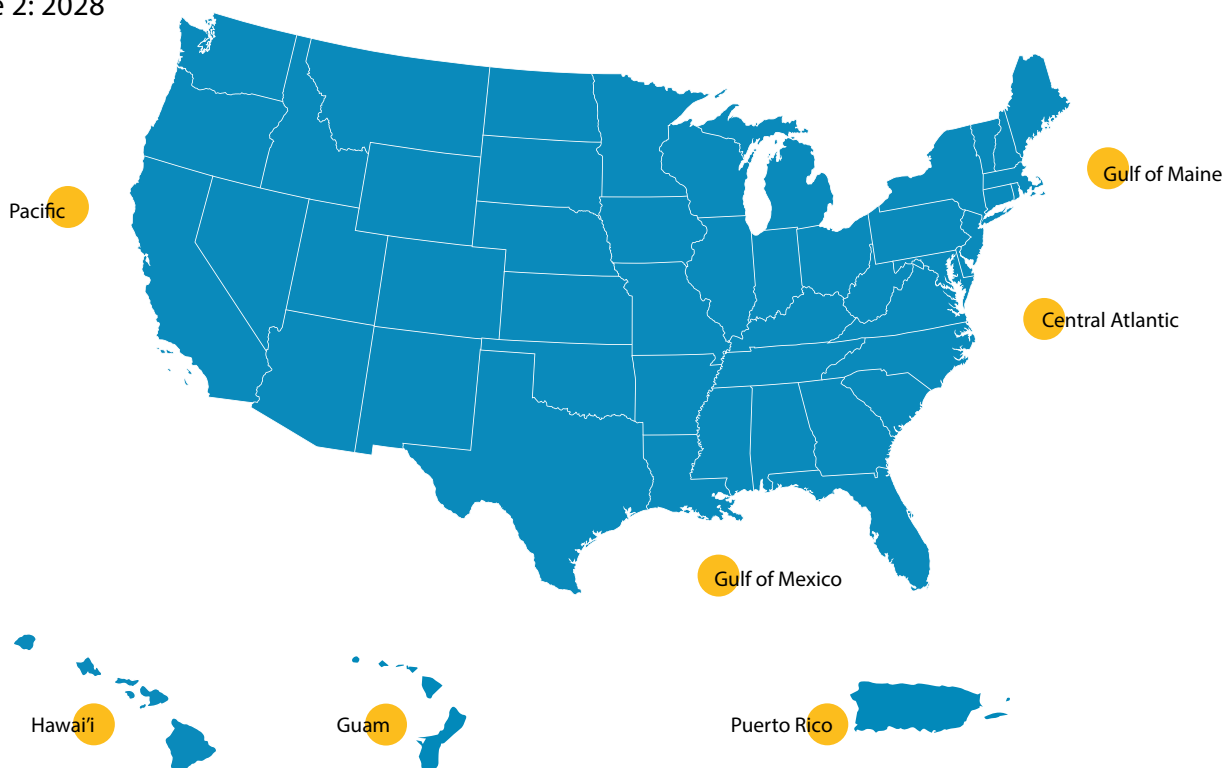 2: 2028
Gulf of Maine
Pacific
Central Atlantic
Gulf of Mexico
Hawai'i
Guam
Puerto Rico